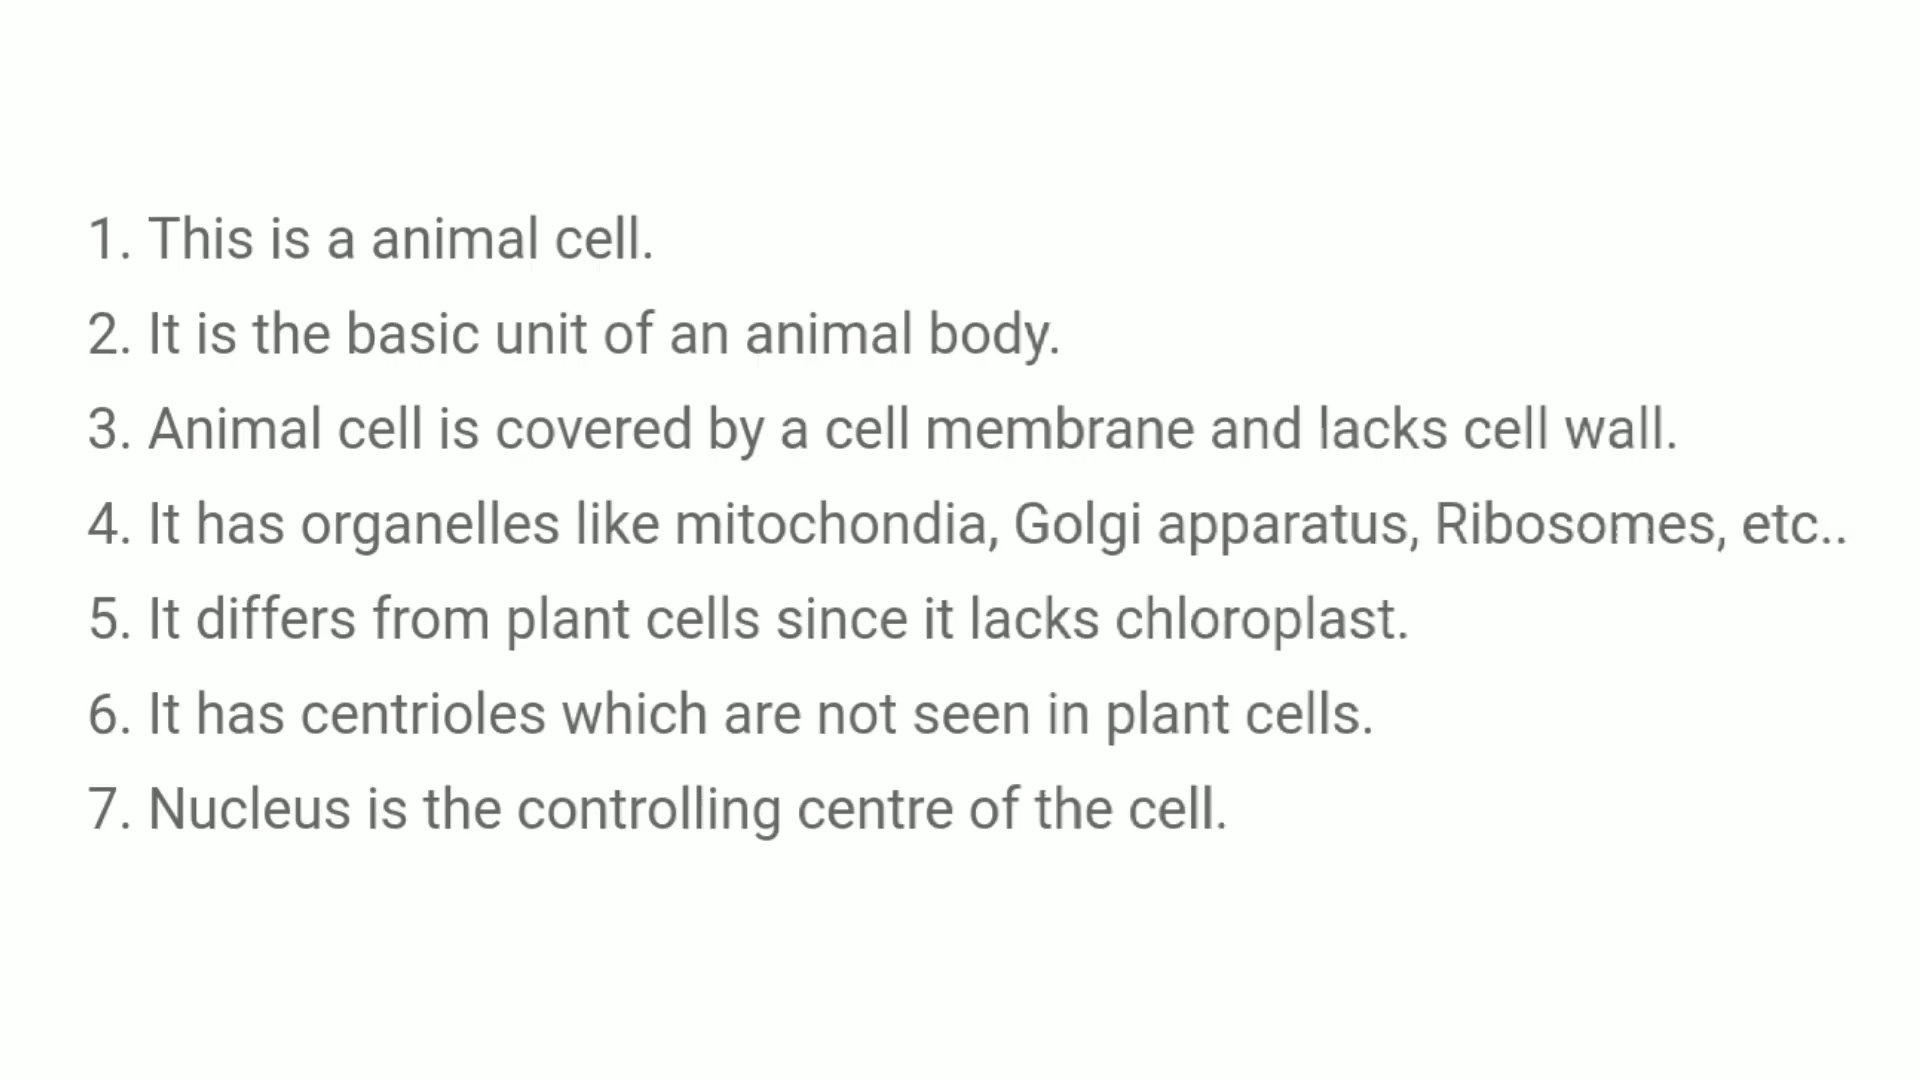 1. This is a animal cell.
2. It is the basic unit of an animal body.
3. Animal cell is covered by a cell membrane and lacks cell wall.
4. It has organelles like mitochondia, Golgi apparatus, Ribosomes, etc..
5. It differs from plant cells since it lacks chloroplast.
6. It has centrioles which are not seen in plant cells.
7. Nucleus is the controlling centre of the cell.